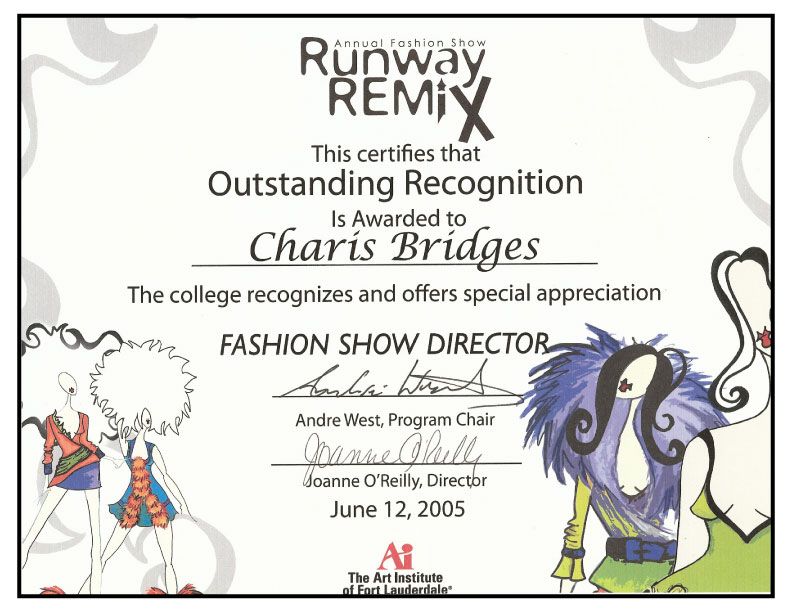 Annual Fashion Show
Runway
REMiX
This certifies that
Outstanding Recognition
Is Awarded to
Charis Bridges
The college recognizes and offers special appreciation
FASHION SHOW DIRECTOR
Andre West, Program Chair
Joanne O'Reilly
Joanne O'Reilly, Director
June 12, 2005
Ai
The Art Institute
of Fort Lauderdale®